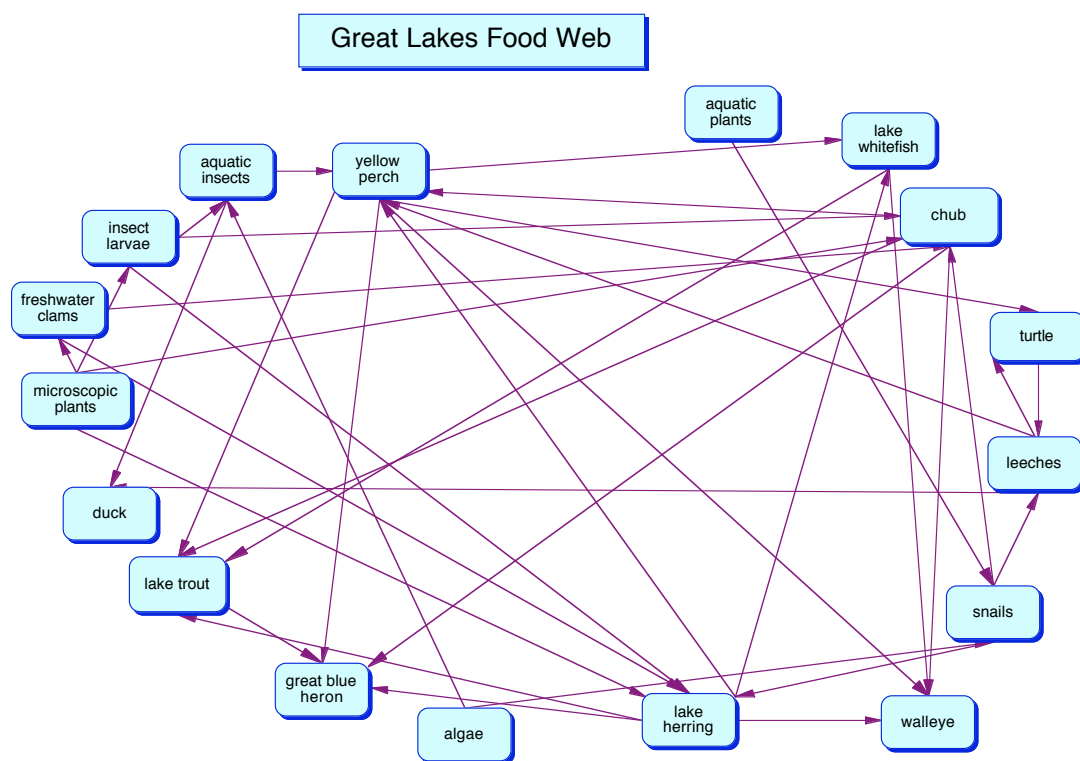 Great Lakes Food Web
aquatic
plants
lake
whitefish
aquatic
insects
yellow
perch
chub
insect
larvae
freshwater
clams
turtle
microscopic
plants
leeches
duck
lake trout
snails
great blue
heron
lake
herring
walleye
algae